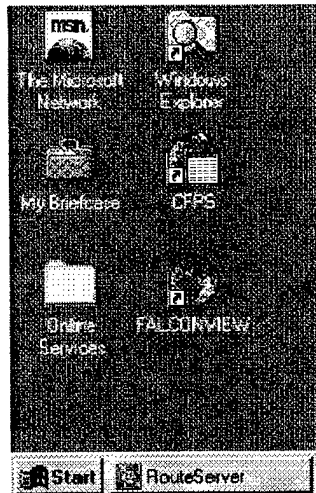 msn.
The Microsoft
Network
Windows
Explorer
My Briefcase
CFPS
Online
Services
FALCONVIEW
Start
RouteServer